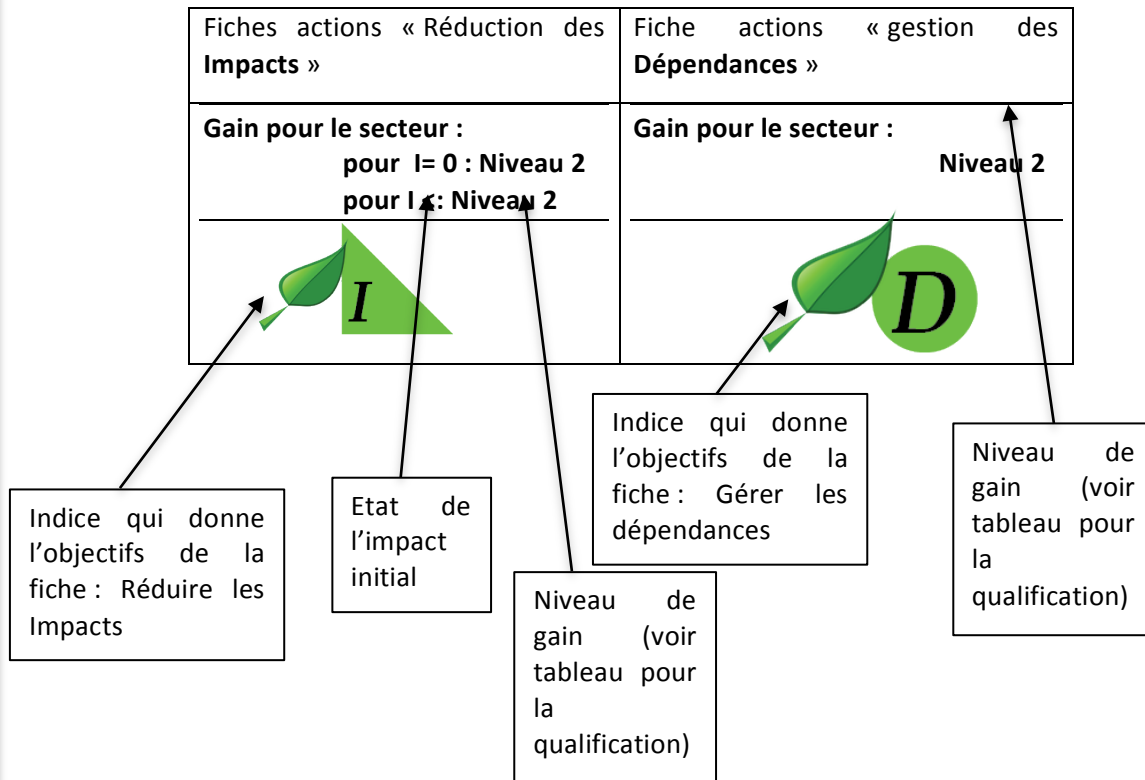 Fiches actions « Réduction des
Impacts »
Fiche actions « gestion des
Dépendances »
Gain pour le secteur :
pour I= 0 : Niveau 2
pour I <: Niveau 2
Gain pour le secteur :
Niveau 2
I
D
Indice qui donne
l’objectifs de la
fiche : Réduire les
Impacts
Etat de
l’impact
initial
Niveau de
gain (voir
tableau pour
la
qualification)
Indice qui donne
l’objectifs de la
fiche : Gérer les
dépendances
Niveau de
gain (voir
tableau pour
la
qualification)